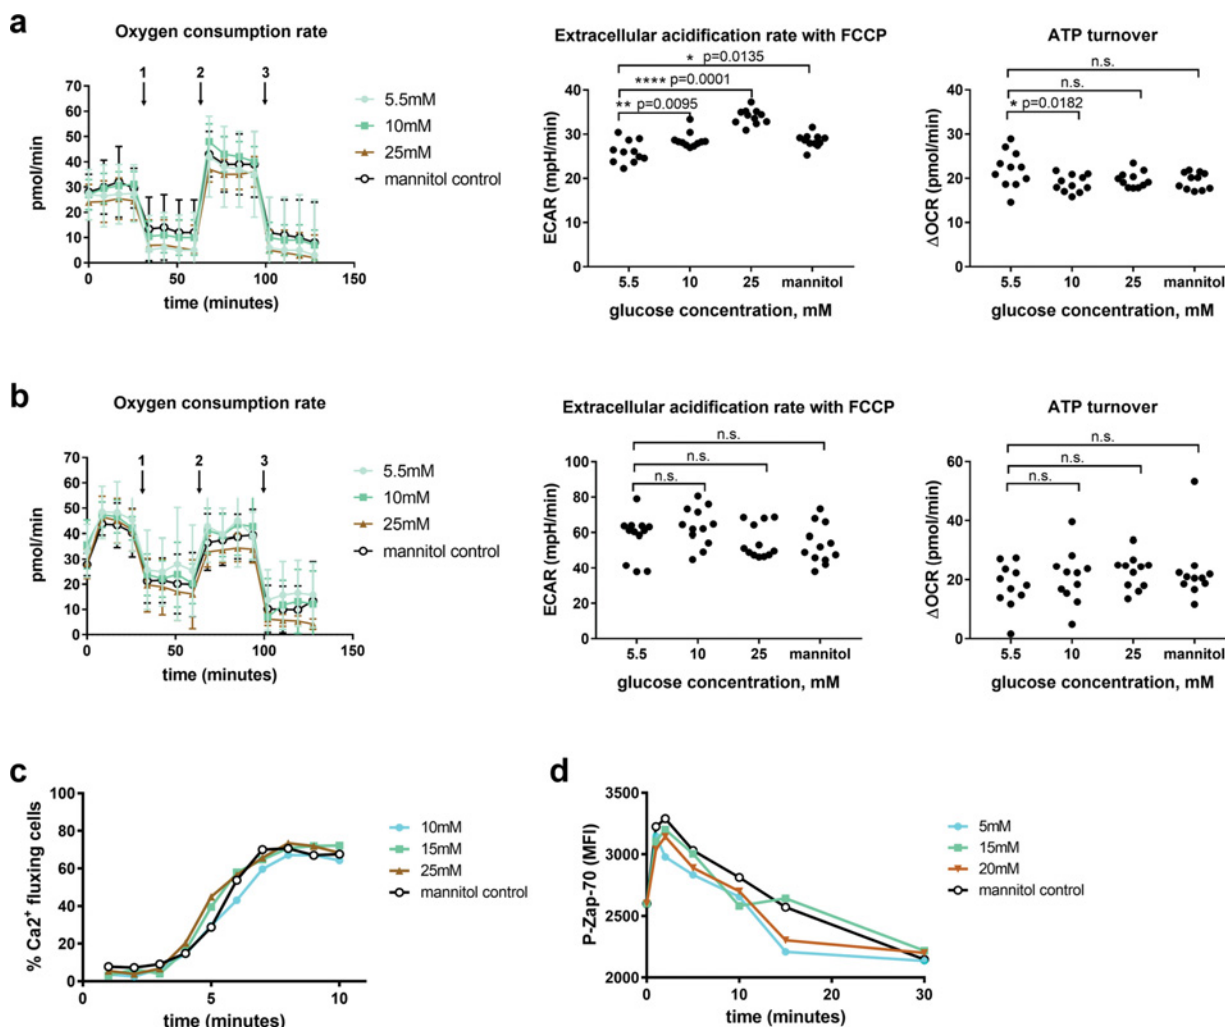 a
Oxygen consumption rate
1 2 3
70
60
50
40
30
20
10
0
pmol/min
0 50 100 150
time (minutes)
5.5mM
10mM
25mM
mannitol control
Extracellular acidification rate with FCCP
* p=0.0135
**** p=0.0001
** p=0.0095
40
30
20
10
0
ECAR (mpH/min)
5.5 10 25 mannitol
glucose concentration, mM
ATP turnover
n.s.
n.s.
* p=0.0182
40
20
0
ΔOCR (pmol/min)
5.5 10 25 mannitol
glucose concentration, mM
b
Oxygen consumption rate
1 2 3
70
60
50
40
30
20
10
0
pmol/min
0 50 100 150
time (minutes)
5.5mM
10mM
25mM
mannitol control
Extracellular acidification rate with FCCP
n.s.
n.s.
n.s.
100
80
60
40
20
0
ECAR (mpH/min)
5.5 10 25 mannitol
glucose concentration, mM
ATP turnover
n.s.
n.s.
n.s.
60
40
20
0
ΔOCR (pmol/min)
5.5 10 25 mannitol
glucose concentration, mM
c
100
80
60
40
20
0
% Ca2⁺ fluxing cells
0 5 10
time (minutes)
10mM
15mM
25mM
mannitol control
d
3500
3000
2500
2000
P-Zap-70 (MFI)
0 10 20 30
time (minutes)
5mM
15mM
20mM
mannitol control